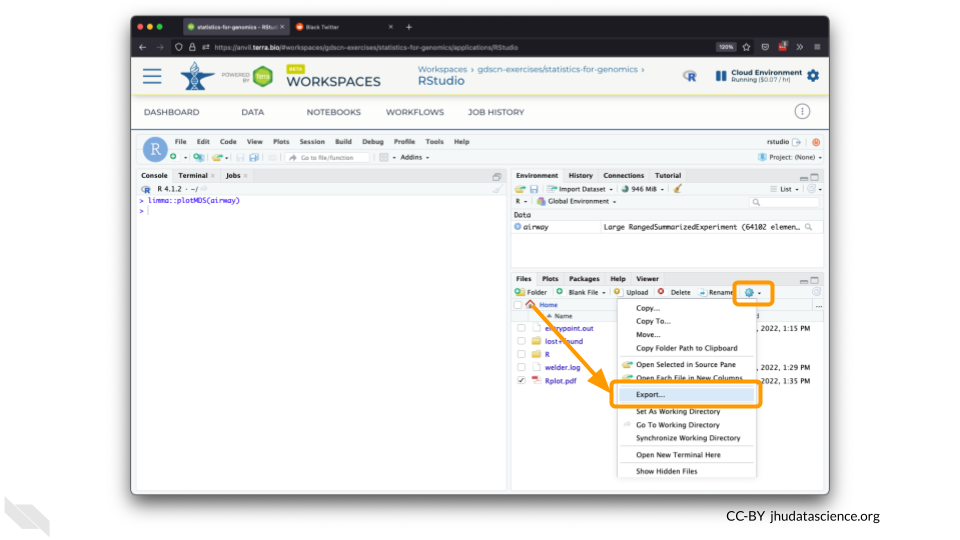 statistics-for-genomics - RStudi ×
Black Twitter ×
+
https://anvil.terra.bio/#workspaces/gdscn-exercises/statistics-for-genomics/applications/RStudio
120%
POWERED BY Terra
BETA
WORKSPACES
Workspaces › gdscn-exercises/statistics-for-genomics ›
RStudio
R
Cloud Environment
Running ($0.07 / hr)
DASHBOARD DATA NOTEBOOKS WORKFLOWS JOB HISTORY
R
File Edit Code View Plots Session Build Debug Profile Tools Help
rstudio
Go to file/function
Addins
Project: (None)
Console Terminal × Jobs ×
R 4.1.2 · ~/
> limma::plotMDS(airway)
>
Environment History Connections Tutorial
Import Dataset 946 MiB List
R Global Environment
Data
airway Large RangedSummarizedExperiment (64102 elemen…
Files Plots Packages Help Viewer
Folder Blank File Upload Delete Rename
Home
Name
entrypoint.out , 2022, 1:15 PM
lost+found
R
welder.log , 2022, 1:29 PM
Rplot.pdf , 2022, 1:35 PM
Copy...
Copy To...
Move...
Copy Folder Path to Clipboard
Open Selected in Source Pane
Open Each File in New Columns
Export...
Set As Working Directory
Go To Working Directory
Synchronize Working Directory
Open New Terminal Here
Show Hidden Files
CC-BY jhudatascience.org